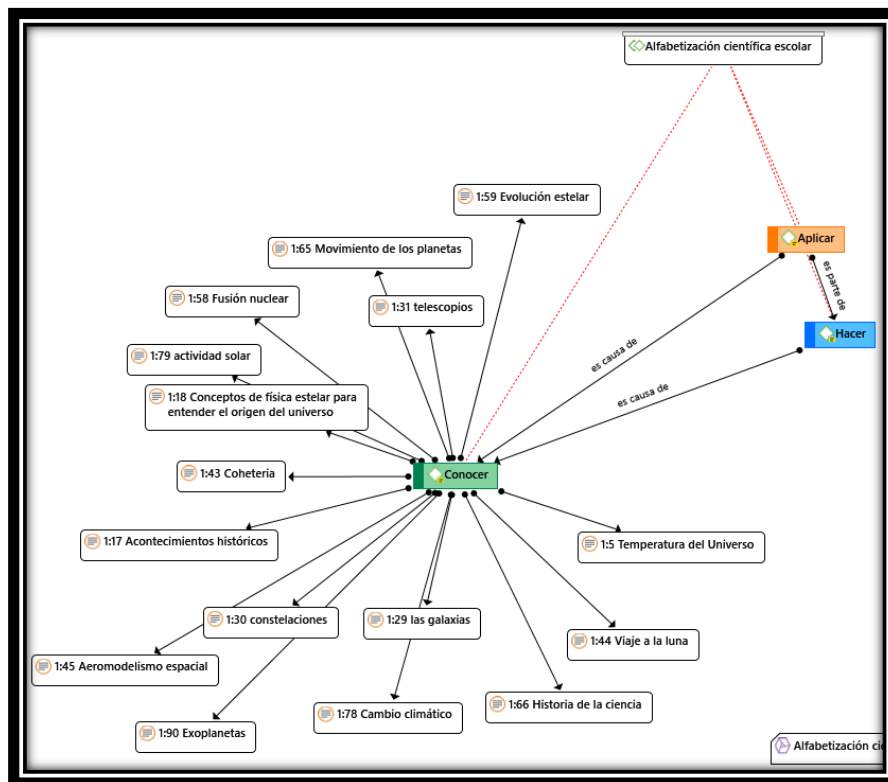 Alfabetización científica escolar
1:59 Evolución estelar
Aplicar
1:65 Movimiento de los planetas
es parte de
1:58 Fusión nuclear
1:31 telescopios
Hacer
1:79 actividad solar
es causa de
1:18 Conceptos de física estelar para
entender el origen del universo
es causa de
1:43 Coheteria
Conocer
1:17 Acontecimientos históricos
1:5 Temperatura del Universo
1:30 constelaciones
1:29 las galaxias
1:44 Viaje a la luna
1:45 Aeromodelismo espacial
1:66 Historia de la ciencia
1:78 Cambio climático
1:90 Exoplanetas
Alfabetización cie